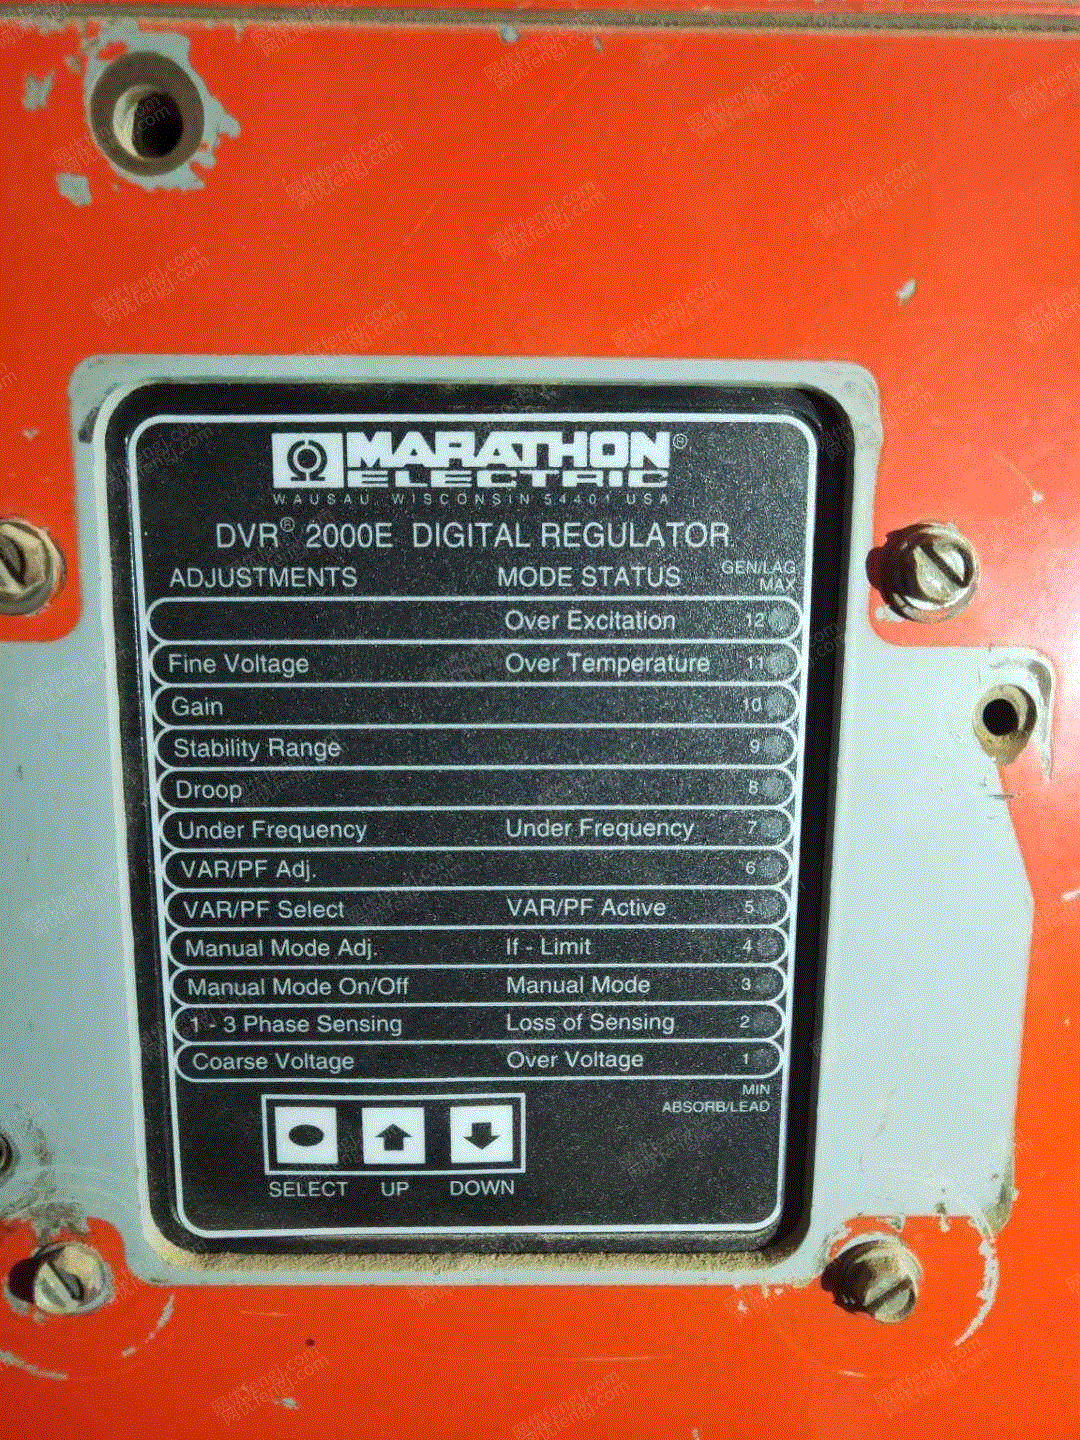 MARATHON®
ELECTRIC
WAUSAU, WISCONSIN 54401 USA
DVR® 2000E DIGITAL REGULATOR
ADJUSTMENTS MODE STATUS GEN/LAG
MAX
Over Excitation 12
Fine Voltage Over Temperature 11
Gain 10
Stability Range 9
Droop 8
Under Frequency Under Frequency 7
VAR/PF Adj. 6
VAR/PF Select VAR/PF Active 5
Manual Mode Adj. If - Limit 4
Manual Mode On/Off Manual Mode 3
1 - 3 Phase Sensing Loss of Sensing 2
Coarse Voltage Over Voltage 1
MIN
ABSORB/LEAD
SELECT UP DOWN